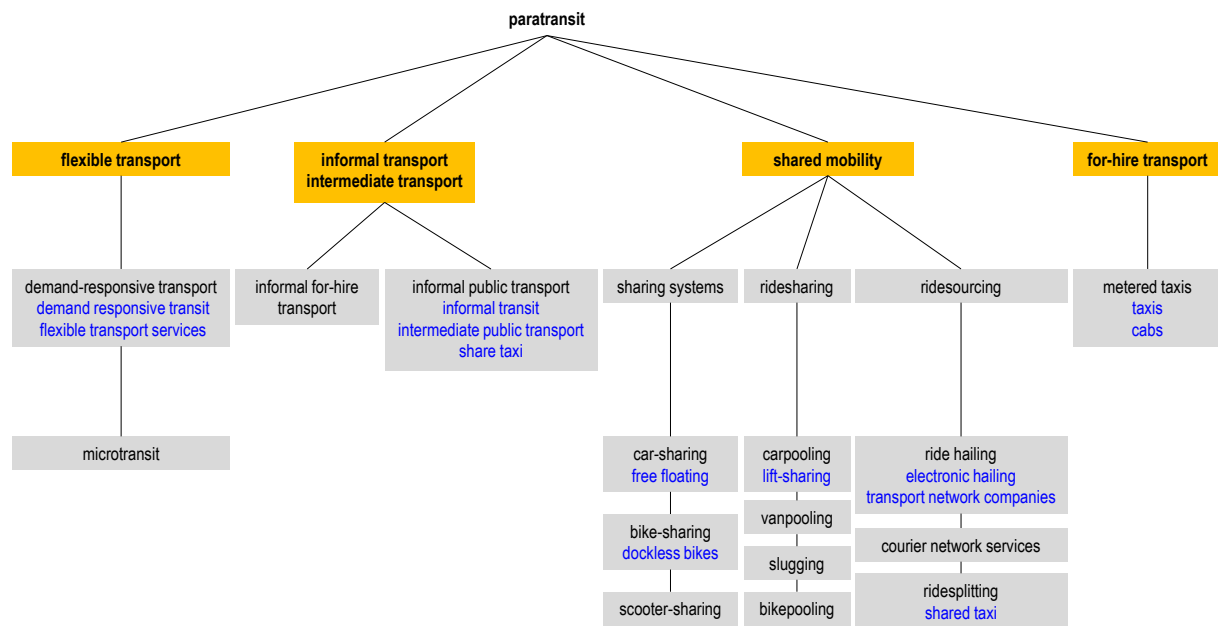 paratransit
flexible transport
informal transport
intermediate transport
shared mobility
for-hire transport
demand-responsive transport
demand responsive transit
flexible transport services
informal for-hire
transport
informal public transport
informal transit
intermediate public transport
share taxi
sharing systems
ridesharing
ridesourcing
metered taxis
taxis
cabs
microtransit
car-sharing
free floating
bike-sharing
dockless bikes
scooter-sharing
carpooling
lift-sharing
vanpooling
slugging
bikepooling
ride hailing
electronic hailing
transport network companies
courier network services
ridesplitting
shared taxi